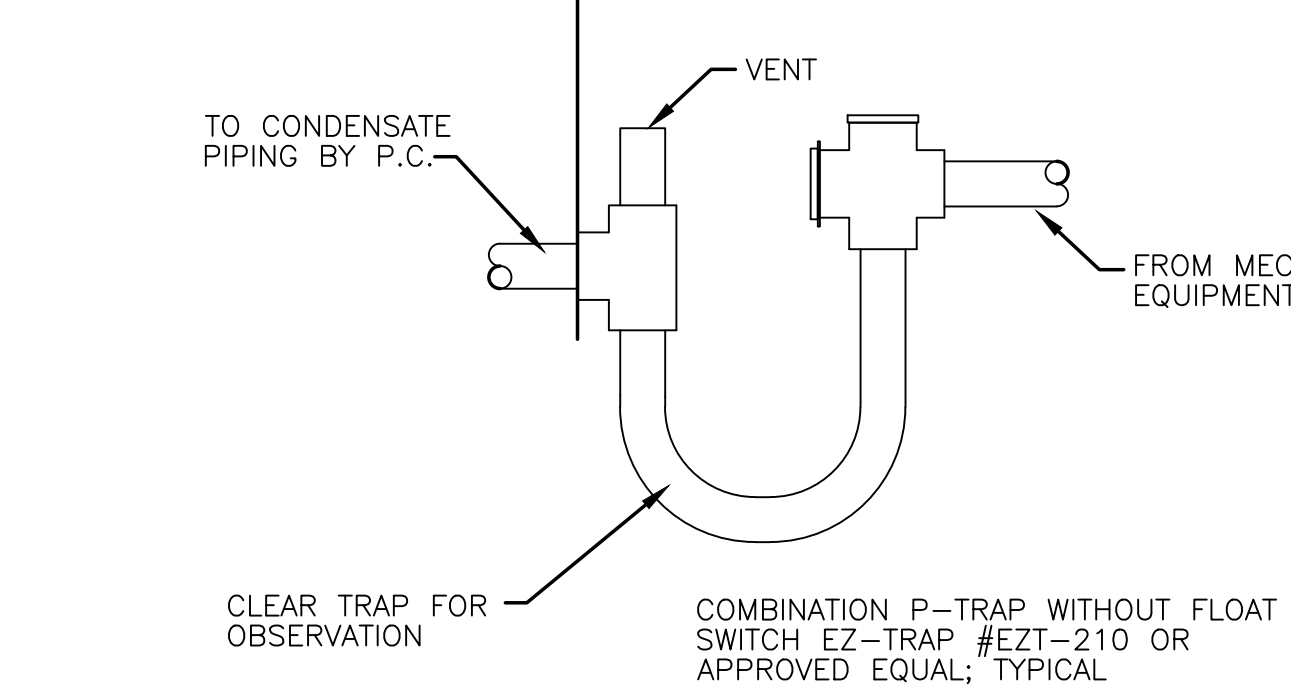 VENT
TO CONDENSATE
PIPING BY P.C.
FROM
EQUIPMENT
CLEAR TRAP FOR
OBSERVATION
COMBINATION P-TRAP WITHOUT FLOAT
SWITCH EZ-TRAP #EZT-210 OR
APPROVED EQUAL; TYPICAL